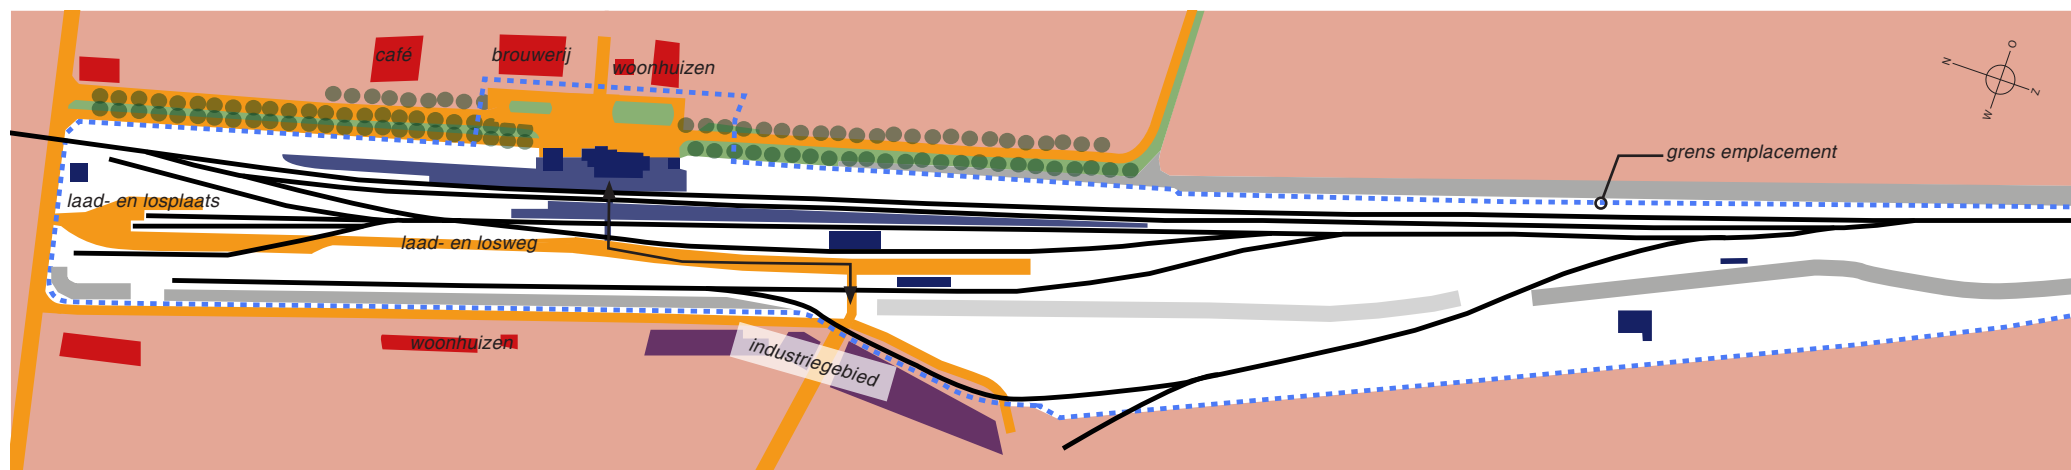 café
brouwerij
woonhuizen
O
N
Z
W
grens emplacement
laad- en losplaats
laad- en losweg
woonhuizen
industriegebied